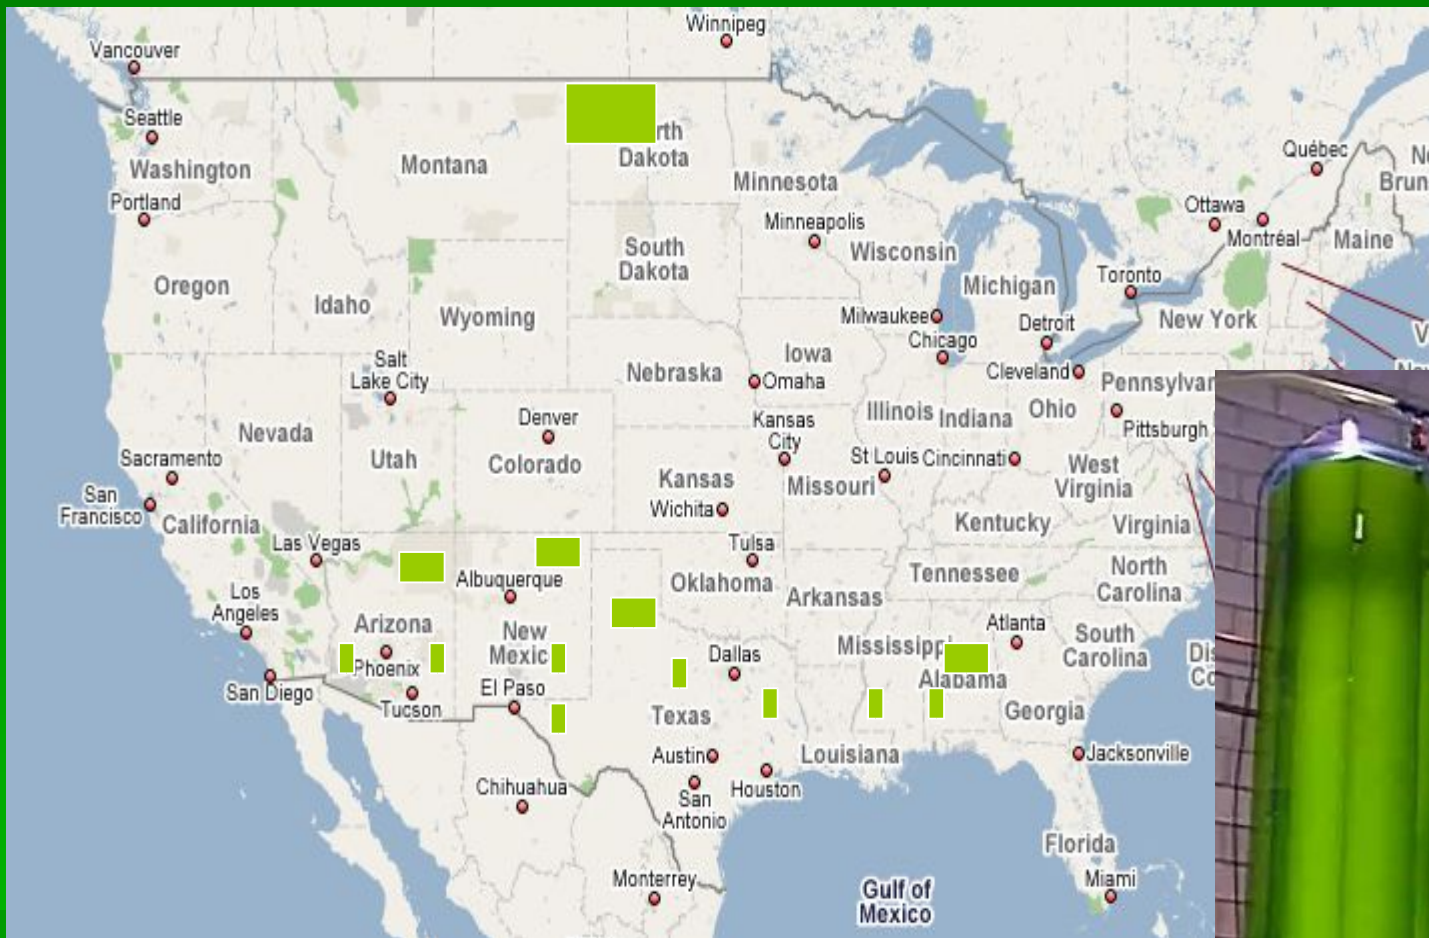 Winnipeg
Vancouver
Seattle
Washington
Montana
Dakota
Minnesota
Québec
Portland
Minneapolis
Ottawa
Montréal
Maine
Oregon
Idaho
Wyoming
South
Dakota
Wisconsin
Michigan
Toronto
New York
Milwaukee
Detroit
Chicago
Cleveland
Salt
Lake City
Nebraska
Iowa
Omaha
Illinois
Indiana
Ohio
Pittsburgh
Nevada
Utah
Denver
Colorado
Kansas
City
Sacramento
San
Francisco
California
Kansas
Wichita
Missouri
St Louis
Cincinnati
West
Virginia
Kentucky
Virginia
Las Vegas
Tulsa
Oklahoma
Arkansas
Tennessee
North
Carolina
Los
Angeles
Albuquerque
Arizona
New
Phoenix
San Diego
Tucson
El Paso
Dallas
Texas
Atlanta
South
Carolina
Alabama
Georgia
Austin
San
Antonio
Houston
Louisiana
Jacksonville
Chihuahua
Monterrey
Florida
Miami
Gulf of
Mexico